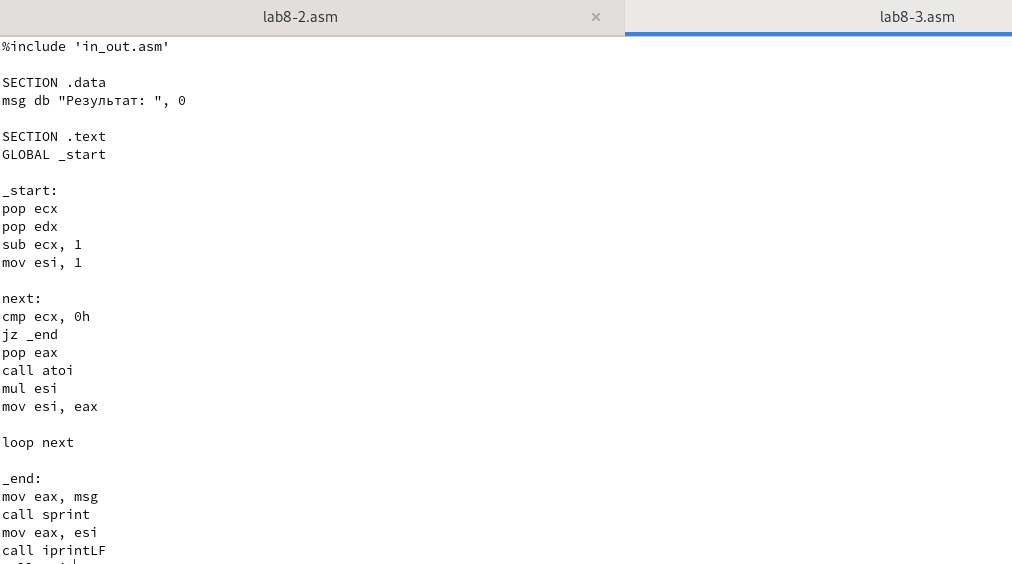 lab8-2.asm
lab8-3.asm
%include 'in_out.asm'
SECTION .data
msg db "Результат: ", 0
SECTION .text
GLOBAL _start
_start:
pop ecx
pop edx
sub ecx, 1
mov esi, 1
next:
cmp ecx, 0h
jz _end
pop eax
call atoi
mul esi
mov esi, eax
loop next
_end:
mov eax, msg
call sprint
mov eax, esi
call iprintLF